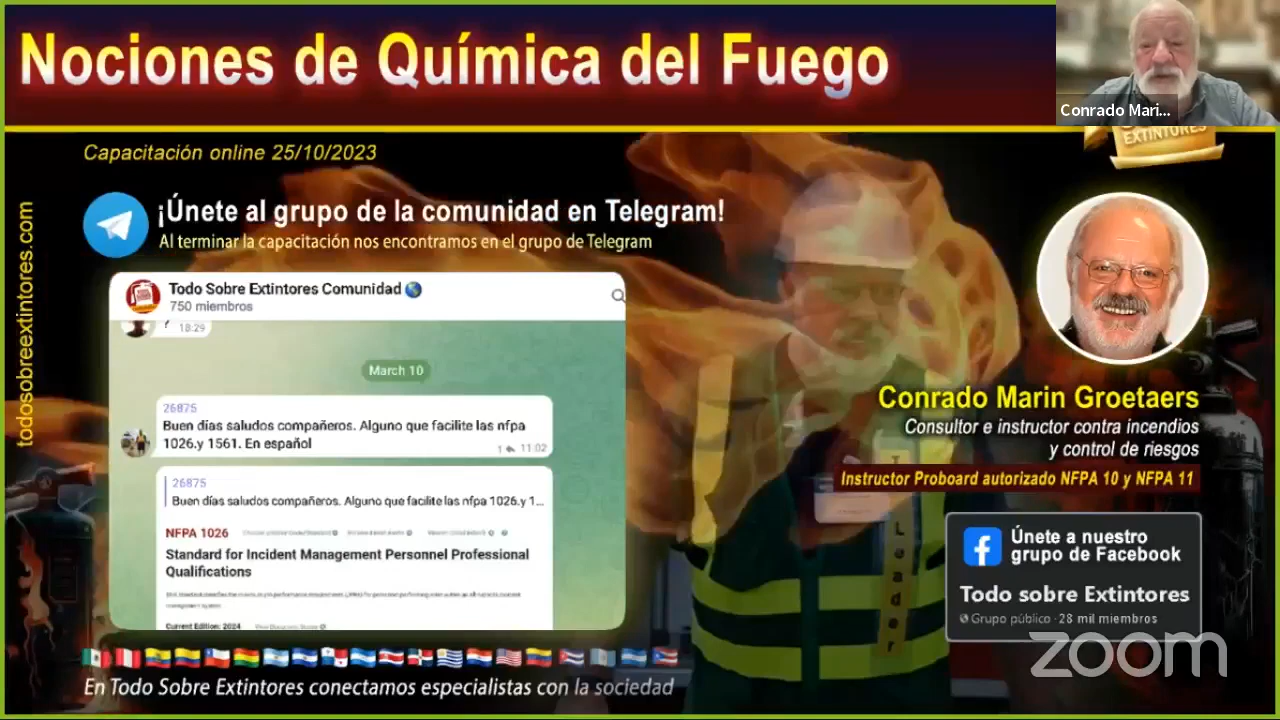 Nociones de Química del Fuego
Conrado Mari...
EXTINTORES
Capacitación online 25/10/2023
todosobreextintores.com
¡Únete al grupo de la comunidad en Telegram!
Al terminar la capacitación nos encontramos en el grupo de Telegram
Todo Sobre Extintores Comunidad
750 miembros
18:29
March 10
26875
Buen días saludos compañeros. Alguno que facilite las nfpa
1026.y 1561. En español
1 11:02
26875
Buen días saludos compañeros. Alguno que facilite las nfpa 1026.y 1...
NFPA 1026
Standard for Incident Management Personnel Professional
Qualifications
Current Edition: 2024
Leader
Conrado Marin Groetaers
Consultor e instructor contra incendios
y control de riesgos
Instructor Proboard autorizado NFPA 10 y NFPA 11
Únete a nuestro
grupo de Facebook
Todo sobre Extintores
Grupo público · 28 mil miembros
zoom
En Todo Sobre Extintores conectamos especialistas con la sociedad